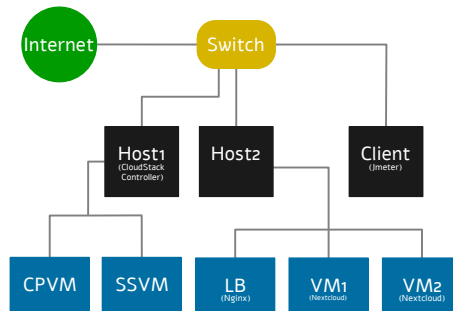 Internet
Switch
Host1
(CloudStack
Controller)
Host2
Client
(Jmeter)
CPVM
SSVM
LB
(Nginx)
VM1
(Nextcloud)
VM2
(Nextcloud)